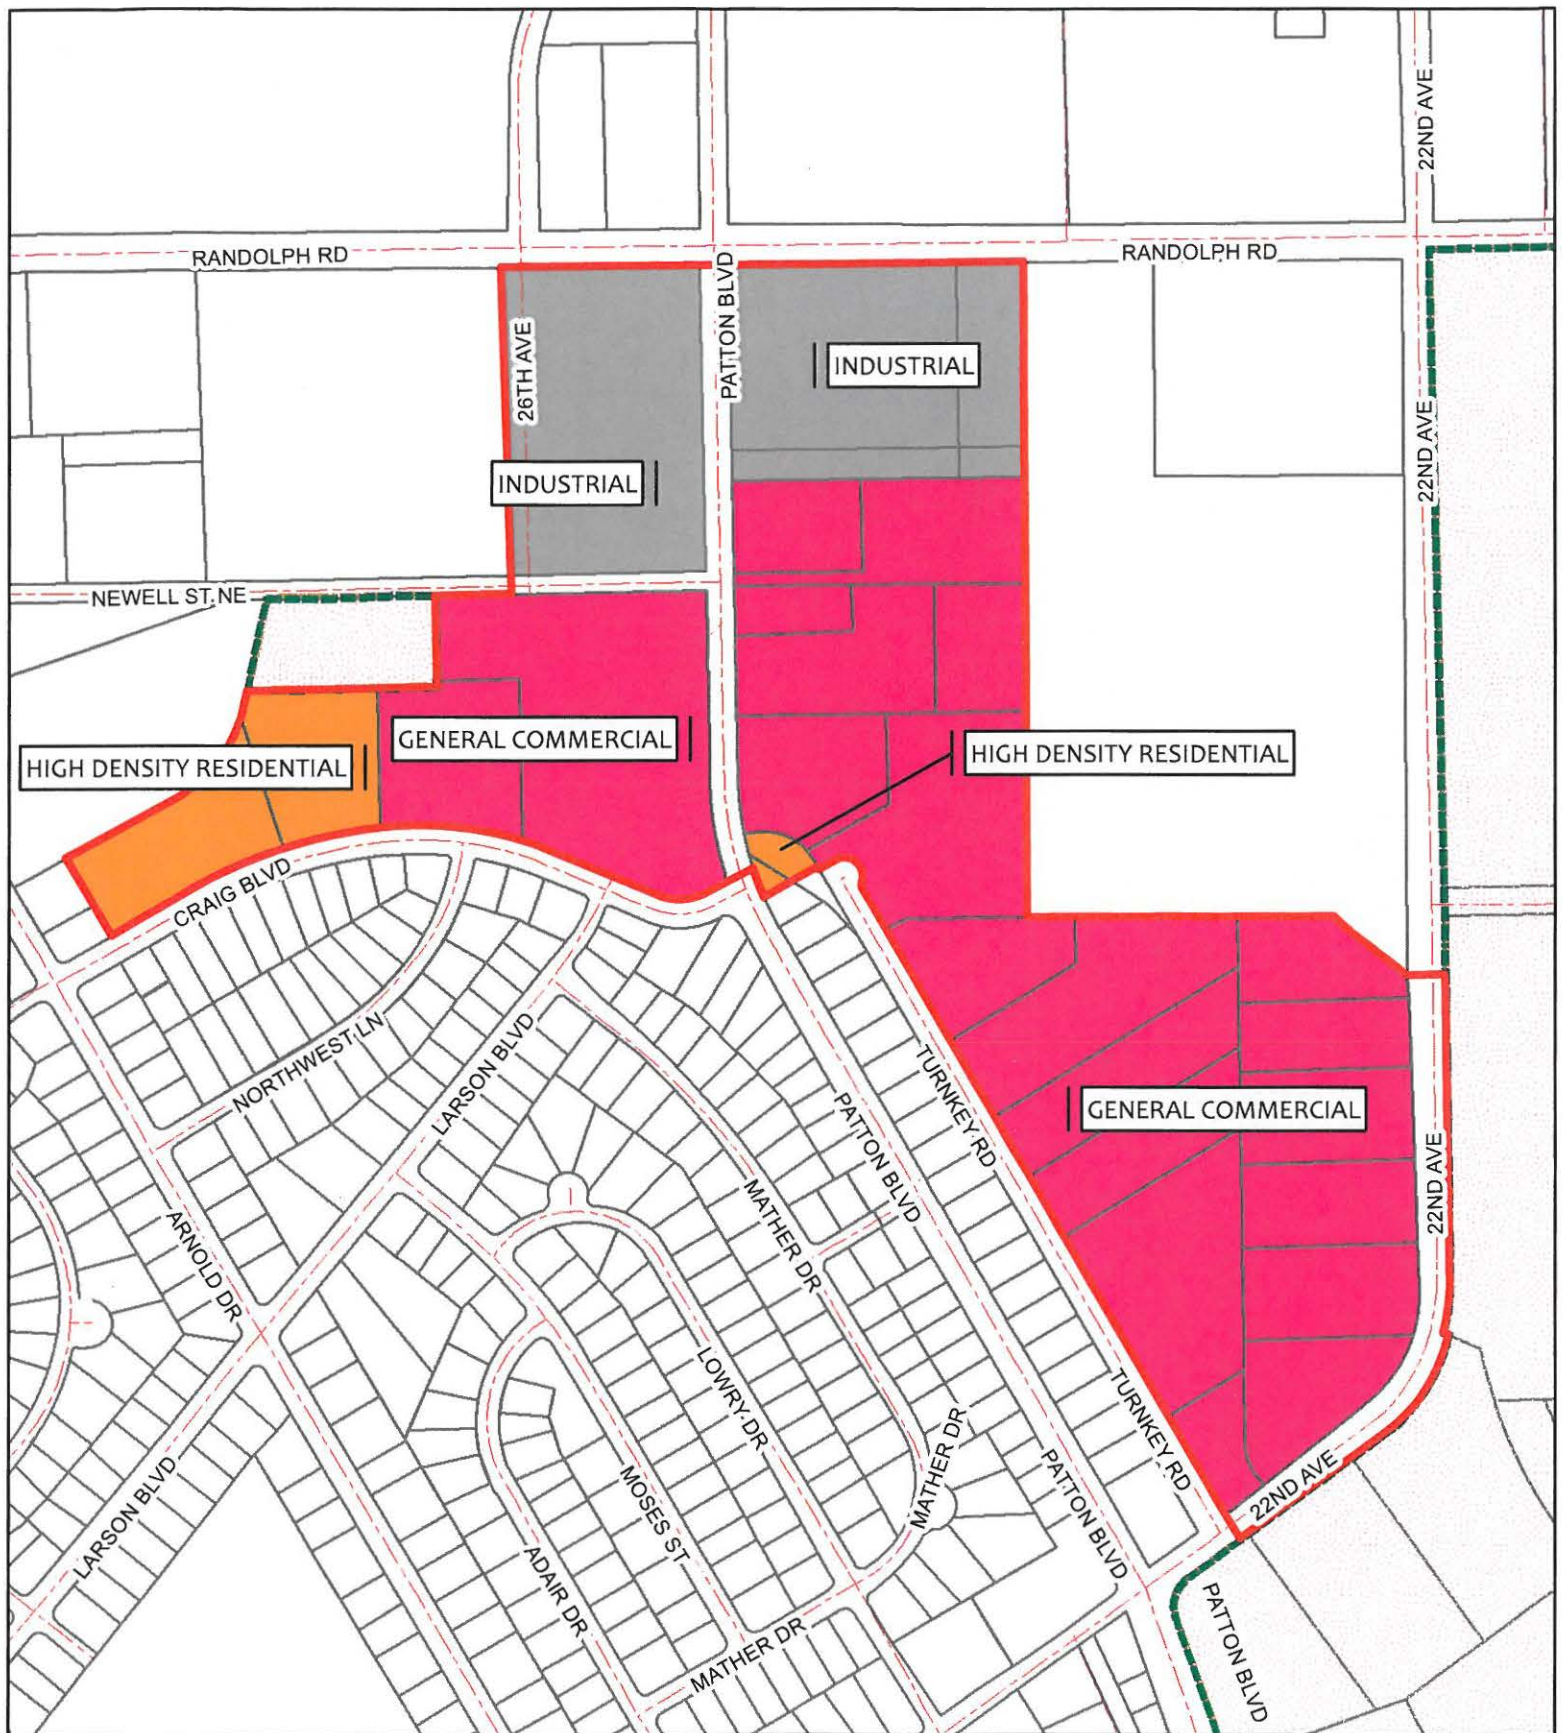 22ND AVE
RANDOLPH RD
RANDOLPH RD
PATTON BLVD
26TH AVE
INDUSTRIAL
22ND AVE
INDUSTRIAL
NEWELL ST. NE
GENERAL COMMERCIAL
HIGH DENSITY RESIDENTIAL
HIGH DENSITY RESIDENTIAL
CRAIG BLVD
NORTHWEST LN
LARSON BLVD
TURNKEY RD
PATTON BLVD
GENERAL COMMERCIAL
22ND AVE
MATHER DR
ARNOLD DR
LOWRY DR
TURNKEY RD
MATHER DR
PATTON BLVD
22ND AVE
LARSON BLVD
MOSES ST
ADAIR DR
MATHER DR
PATTON BLVD